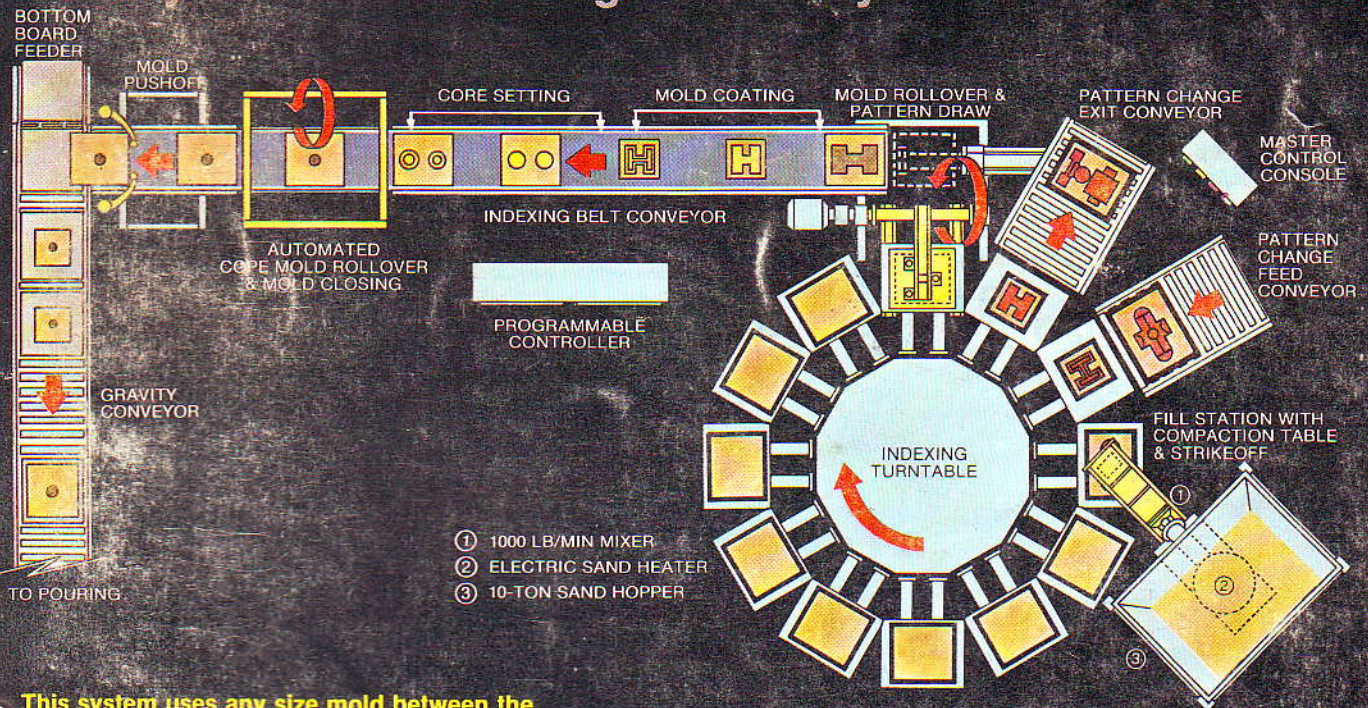 BOTTOM
BOARD
FEEDER
MOLD
PUSHOFF
CORE SETTING
MOLD COATING
MOLD ROLLOVER &
PATTERN DRAW
PATTERN CHANGE
EXIT CONVEYOR
MASTER
CONTROL
CONSOLE
INDEXING BELT CONVEYOR
AUTOMATED
COPE MOLD ROLLOVER
& MOLD CLOSING
PATTERN
CHANGE
FEED
CONVEYOR
PROGRAMMABLE
CONTROLLER
GRAVITY
CONVEYOR
FILL STATION WITH
COMPACTION TABLE
& STRIKEOFF
INDEXING
TURNTABLE
①
②
③
① 1000 LB/MIN MIXER
② ELECTRIC SAND HEATER
③ 10-TON SAND HOPPER
TO POURING
This system uses any size mold between the